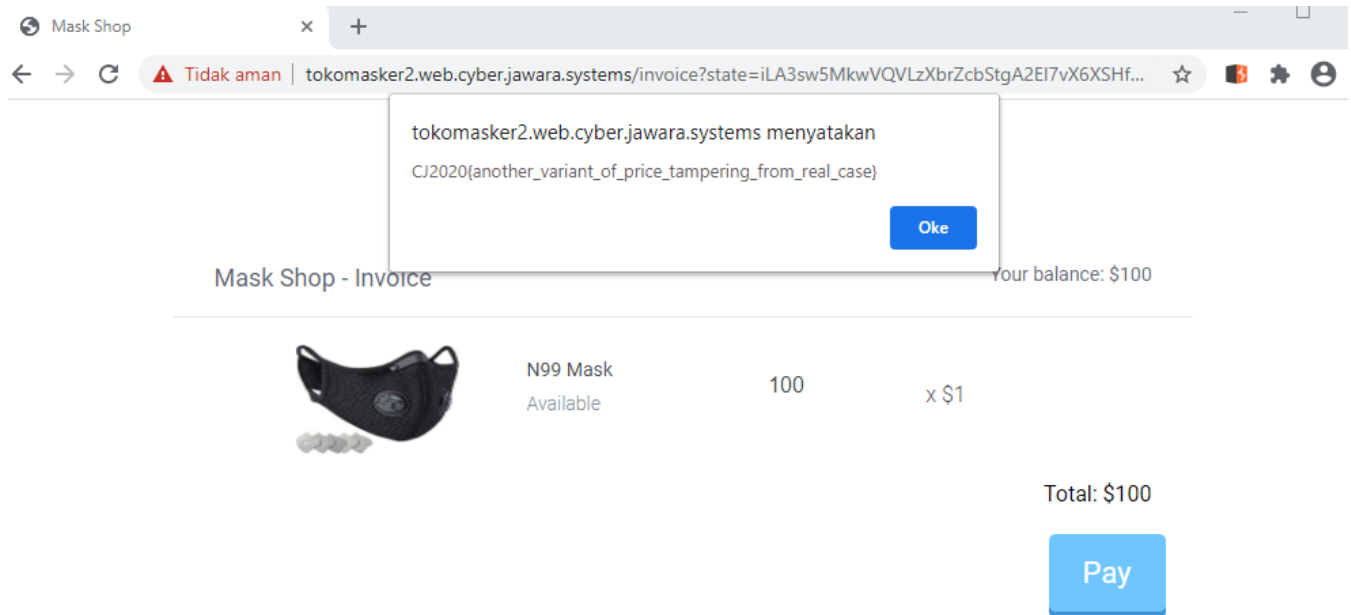 Mask Shop
Tidak aman | tokomasker2.web.cyber.jawara.systems/invoice?state=iLA3sw5MkwVQVLzXbrZcbStgA2EI7vX6XSHf...
tokomasker2.web.cyber.jawara.systems menyatakan
CJ2020{another_variant_of_price_tampering_from_real_case}
Oke
Mask Shop - Invoice
Your balance: $100
N99 Mask
100
x $1
Available
Total: $100
Pay